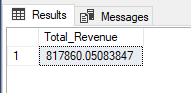 Results Messages
Total_Revenue
1 817860.05083847